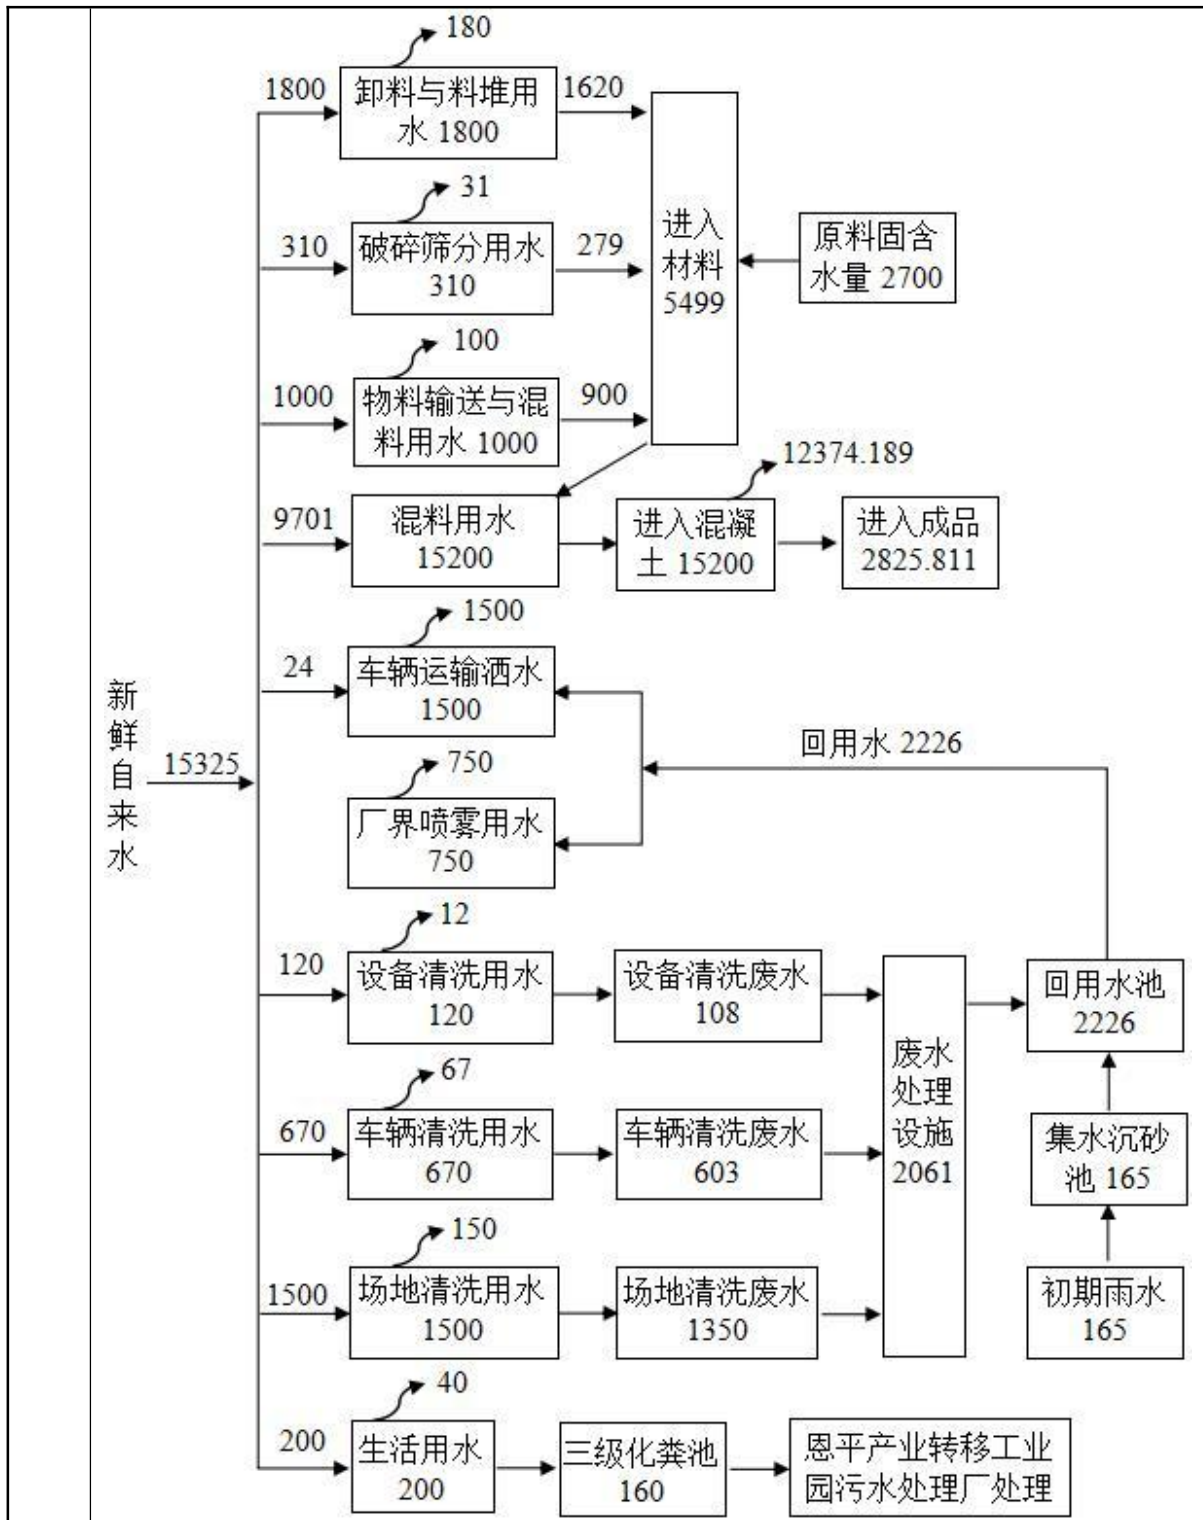 180
1800
卸料与料堆用
水 1800
1620
31
310
破碎筛分用水
310
279
进入
材料
5499
原料固含
水量 2700
100
1000
物料输送与混
料用水 1000
900
9701
混料用水
15200
进入混凝
土 15200
12374.189
进入成品
2825.811
1500
24
车辆运输洒水
1500
新
鲜
自
来
水
15325
750
厂界喷雾用水
750
回用水 2226
12
120
设备清洗用水
120
设备清洗废水
108
67
670
车辆清洗用水
670
车辆清洗废水
603
废水
处理
设施
2061
回用水池
2226
集水沉砂
池 165
初期雨水
165
150
1500
场地清洗用水
1500
场地清洗废水
1350
40
200
生活用水
200
三级化粪池
160
恩平产业转移工业
园污水处理厂处理